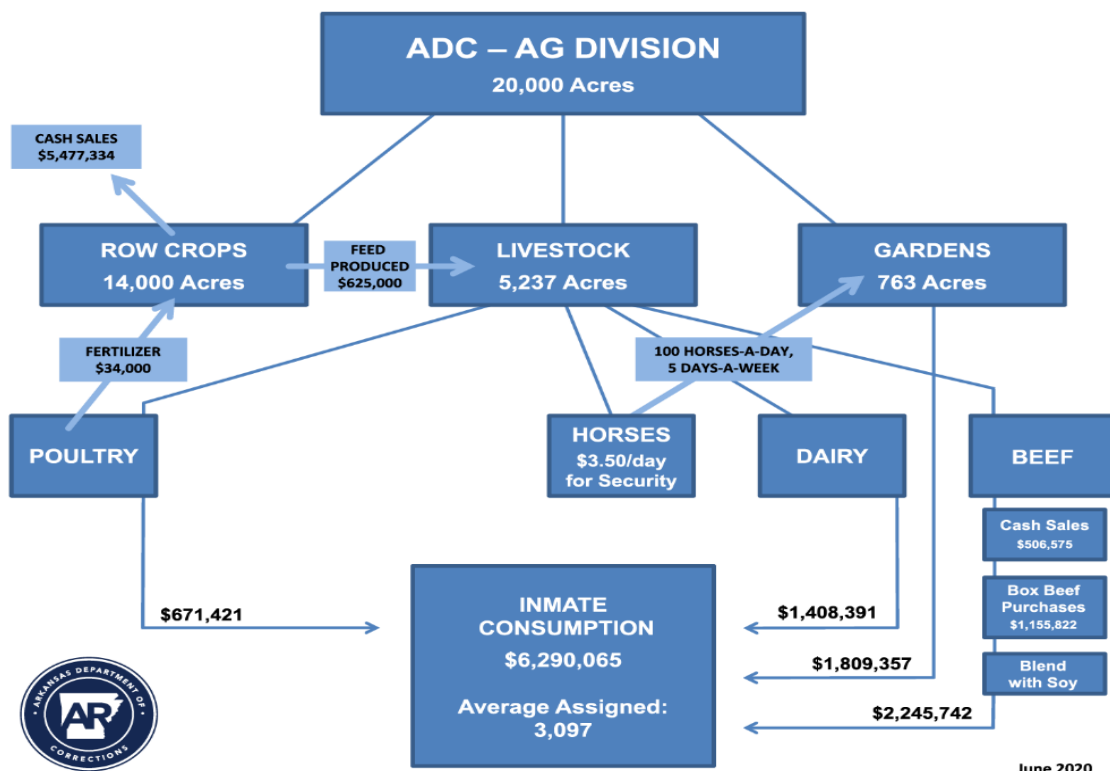 ADC – AG DIVISION
20,000 Acres
CASH SALES
$5,477,334
ROW CROPS
14,000 Acres
FEED
PRODUCED
$625,000
LIVESTOCK
5,237 Acres
GARDENS
763 Acres
FERTILIZER
$34,000
100 HORSES-A-DAY,
5 DAYS-A-WEEK
POULTRY
HORSES
$3.50/day
for Security
DAIRY
BEEF
Cash Sales
$506,575
Box Beef
Purchases
$1,155,822
Blend
with Soy
$671,421
INMATE
CONSUMPTION
$6,290,065
Average Assigned:
3,097
$1,408,391
$1,809,357
$2,245,742
ARKANSAS DEPARTMENT OF
AR
CORRECTIONS
June 2020